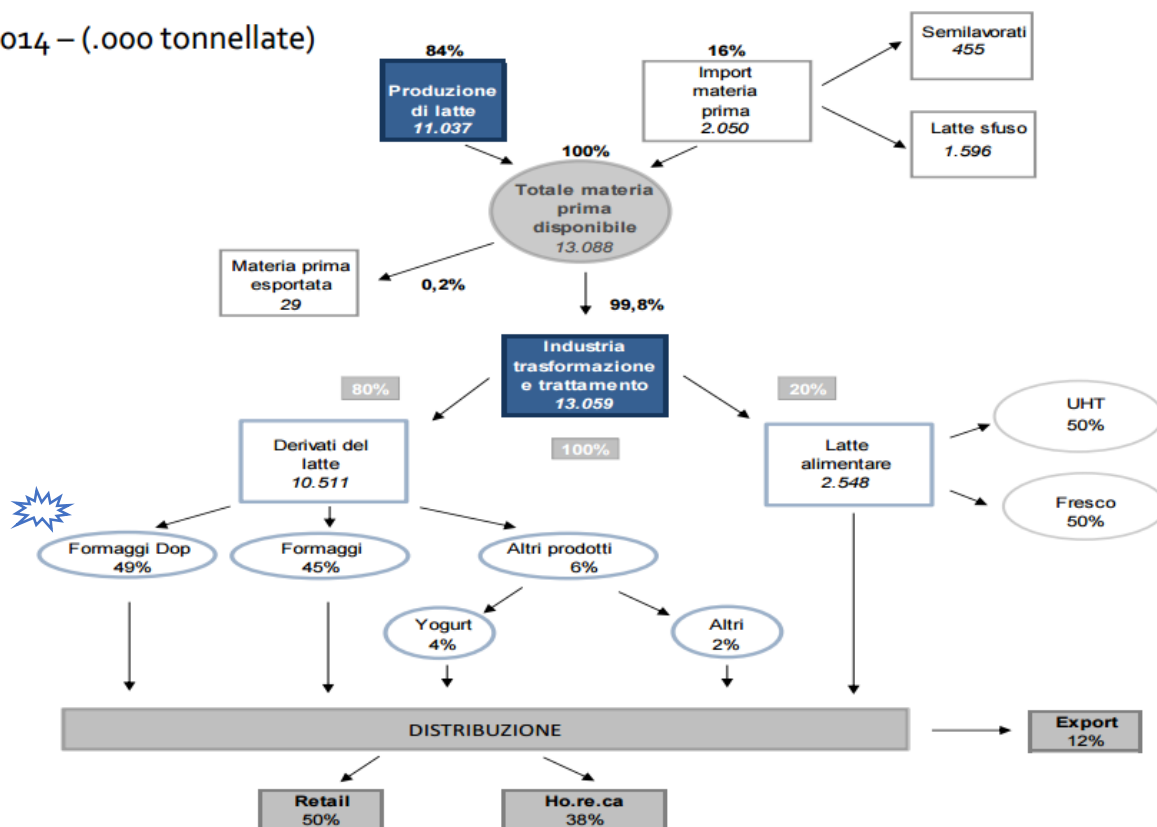 014 – (.000 tonnellate)
84%
Produzione
di latte
11.037
16%
Import
materia
prima
2.050
Semilavorati
455
Latte sfuso
1.596
100%
Totale materia
prima
disponibile
13.088
Materia prima
esportata
29
0,2%
99,8%
Industria
trasformazione
e trattamento
13.059
80%
20%
100%
Derivati del
latte
10.511
Latte
alimentare
2.548
UHT
50%
Fresco
50%
Formaggi Dop
49%
Formaggi
45%
Altri prodotti
6%
Yogurt
4%
Altri
2%
DISTRIBUZIONE
Export
12%
Retail
50%
Ho.re.ca
38%